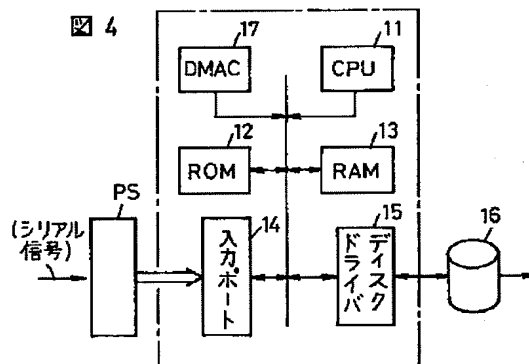 図 4
17
11
DMAC
CPU
12
13
ROM
RAM
PS
(シリアル
信号)
14
入力ポート
15
ディスク
ドライバ
16